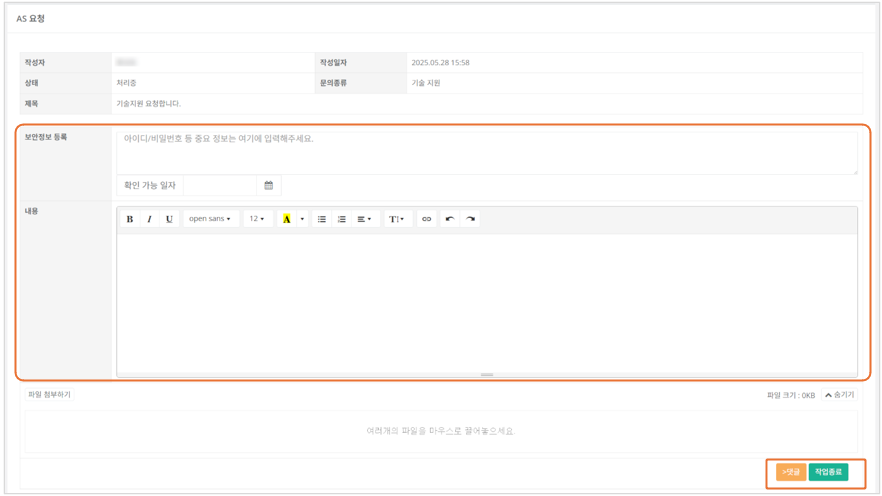 AS 요청
작성자 작성일자 2025.05.28 15:58
상태 처리중 문의종류 기술 지원
제목 기술지원 요청합니다.
보안정보 등록 아이디/비밀번호 등 중요 정보는 여기에 입력해주세요.
확인 가능 일자
내용 B I U open sans 12 A T
파일 첨부하기 파일 크기 : 0KB 숨기기
여러개의 파일을 마우스로 끌어놓으세요.
>댓글 작업종료